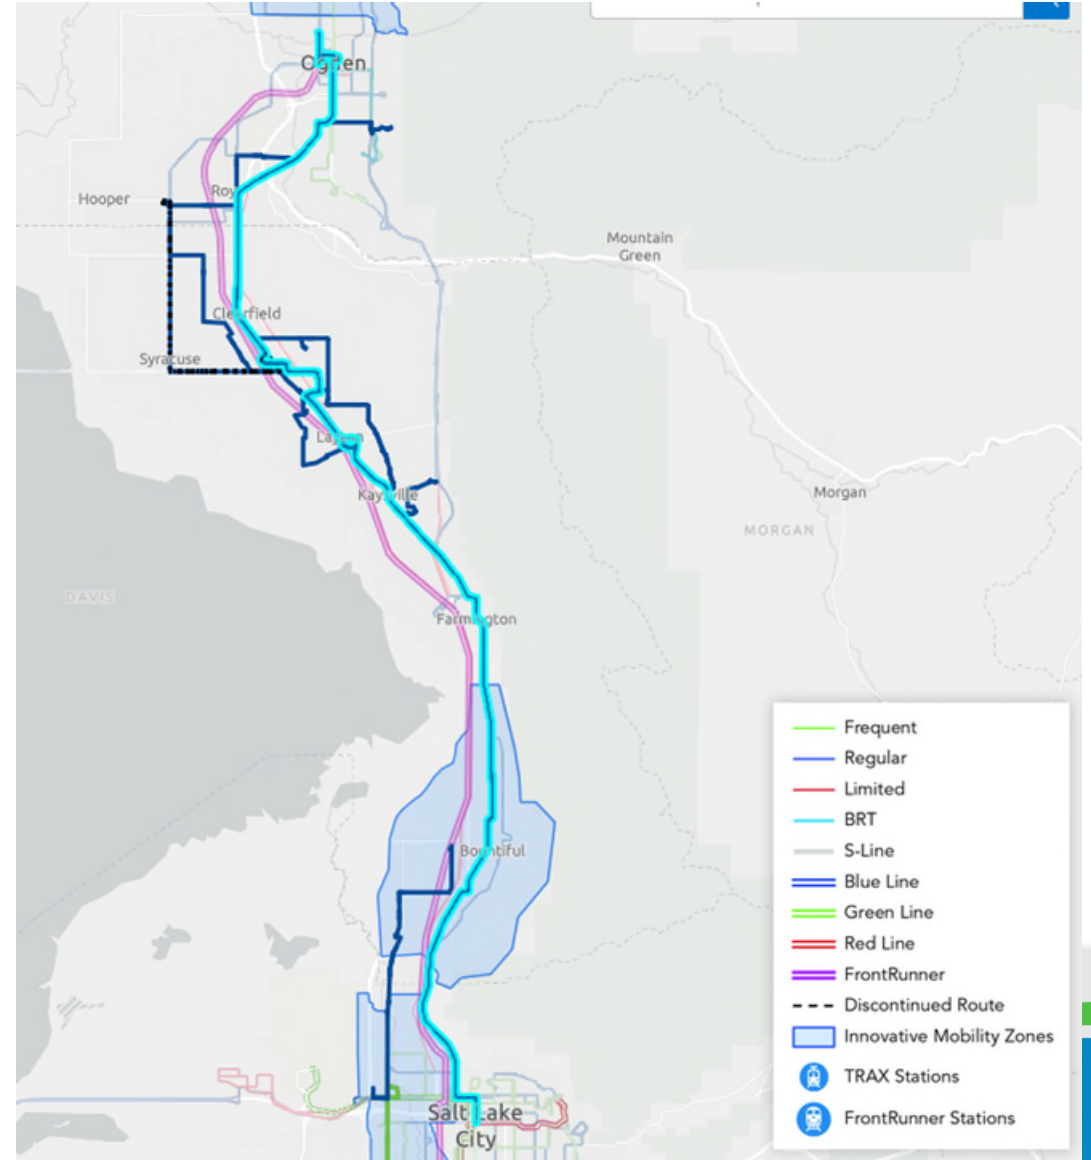 Ogden
Hooper
Roy
Mountain
Green
Clearfield
Syracuse
Layton
Kaysville
Morgan
MORGAN
DAVIS
Farmington
Bountiful
Salt Lake
City
Frequent
Regular
Limited
BRT
S-Line
Blue Line
Green Line
Red Line
FrontRunner
Discontinued Route
Innovative Mobility Zones
TRAX Stations
FrontRunner Stations